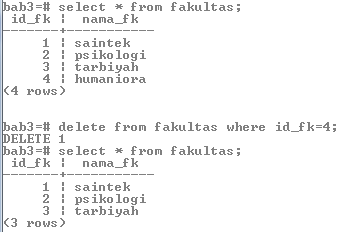 bab3=# select * from fakultas;
 id_fk ¦  nama_fk
-------+-----------
     1 ¦ saintek
     2 ¦ psikologi
     3 ¦ tarbiyah
     4 ¦ humaniora
(4 rows)

bab3=# delete from fakultas where id_fk=4;
DELETE 1
bab3=# select * from fakultas;
 id_fk ¦  nama_fk
-------+-----------
     1 ¦ saintek
     2 ¦ psikologi
     3 ¦ tarbiyah
(3 rows)